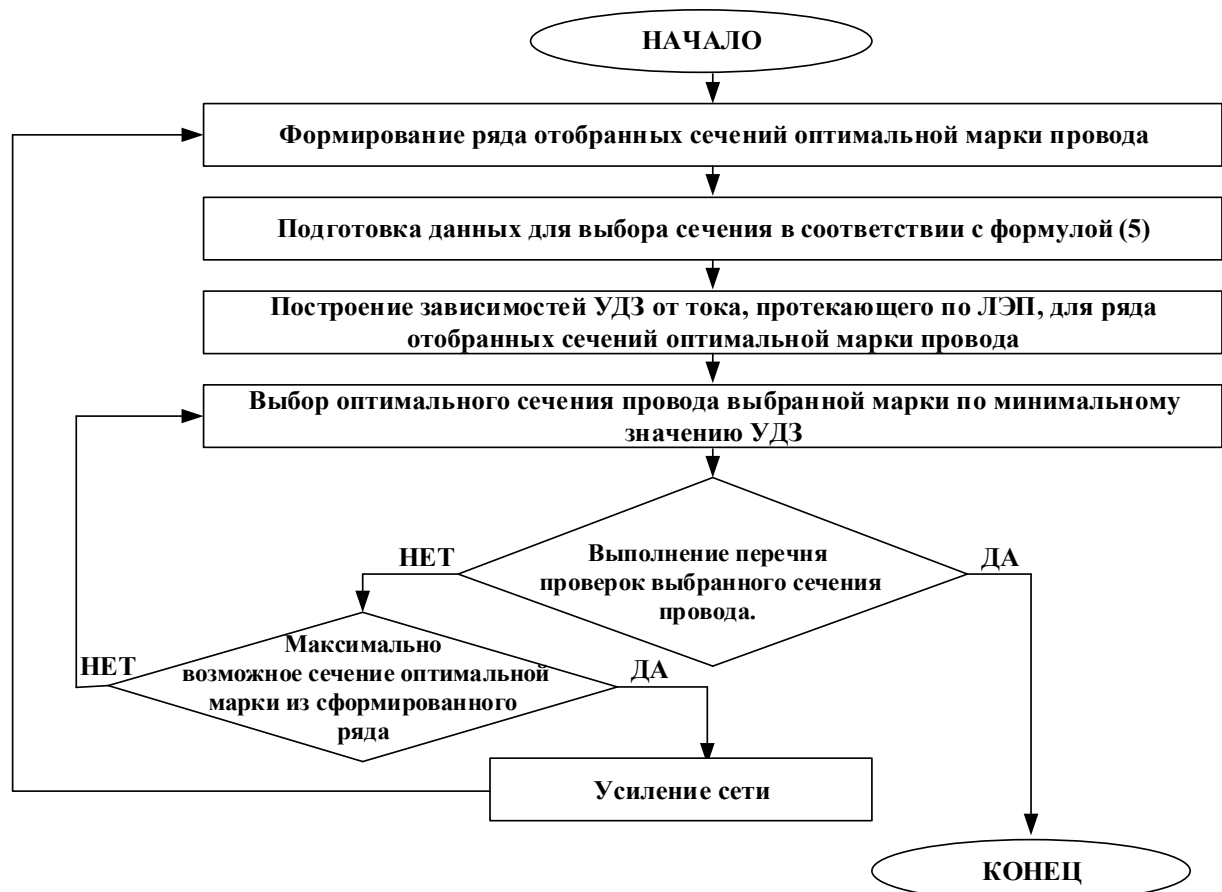 НАЧАЛО
Формирование ряда отобранных сечений оптимальной марки провода
Подготовка данных для выбора сечения в соответствии с формулой (5)
Построение зависимостей УДЗ от тока, протекающего по ЛЭП, для ряда
отобранных сечений оптимальной марки провода
Выбор оптимального сечения провода выбранной марки по минимальному
значению УДЗ
НЕТ
Выполнение перечня
проверок выбранного сечения
провода.
ДА
НЕТ
Максимально
возможное сечение оптимальной
марки из сформированного
ряда
ДА
Усиление сети
КОНЕЦ